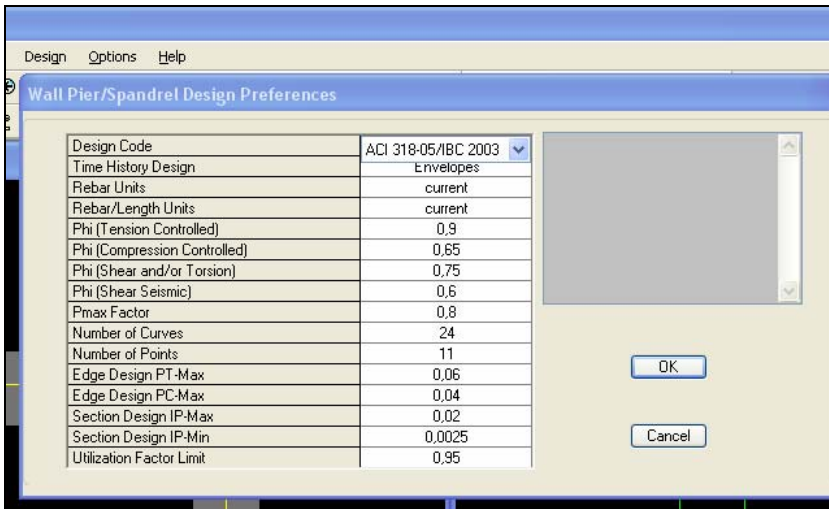 Design Options Help
Wall Pier/Spandrel Design Preferences
Design Code ACI 318-05/IBC 2003
Time History Design Envelopes
Rebar Units current
Rebar/Length Units current
Phi (Tension Controlled) 0,9
Phi (Compression Controlled) 0,65
Phi (Shear and/or Torsion) 0,75
Phi (Shear Seismic) 0,6
Pmax Factor 0,8
Number of Curves 24
Number of Points 11
Edge Design PT-Max 0,06
Edge Design PC-Max 0,04
Section Design IP-Max 0,02
Section Design IP-Min 0,0025
Utilization Factor Limit 0,95
OK
Cancel